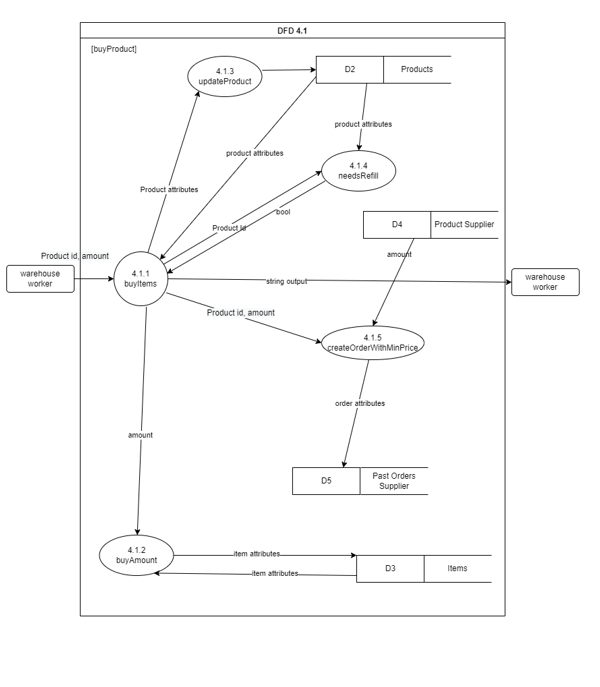 DFD 4.1
[buyProduct]
4.1.3
updateProduct
D2
Products
product attributes
product attributes
4.1.4
needsRefill
Product attributes
bool
Product Id
D4
Product Supplier
Product id, amount
amount
warehouse
worker
4.1.1
buyItems
string output
warehouse
worker
Product id, amount
4.1.5
createOrderWithMinPrice
order attributes
amount
D5
Past Orders
Supplier
4.1.2
buyAmount
item attributes
D3
Items
item attributes